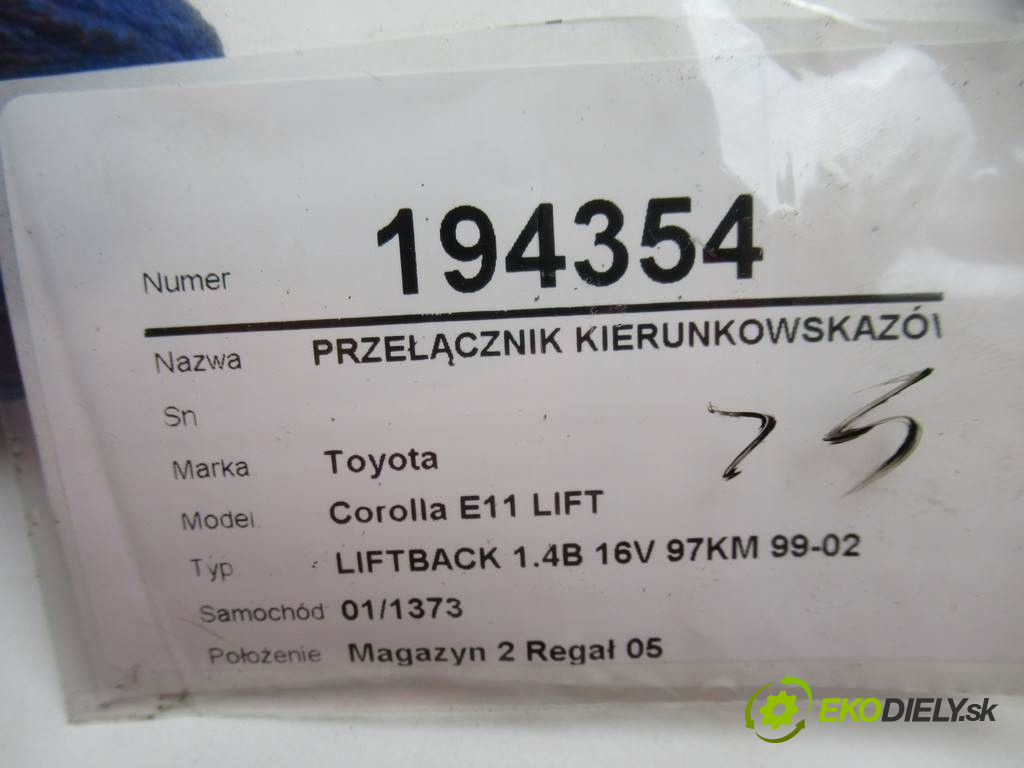 Numer 194354
Nazwa PRZEŁĄCZNIK KIERUNKOWSKAZÓ
Sn
Marka Toyota
Model Corolla E11 LIFT
Typ LIFTBACK 1.4B 16V 97KM 99-02
Samochód 01/1373
Położenie Magazyn 2 Regał 05
EKODIELY.sk